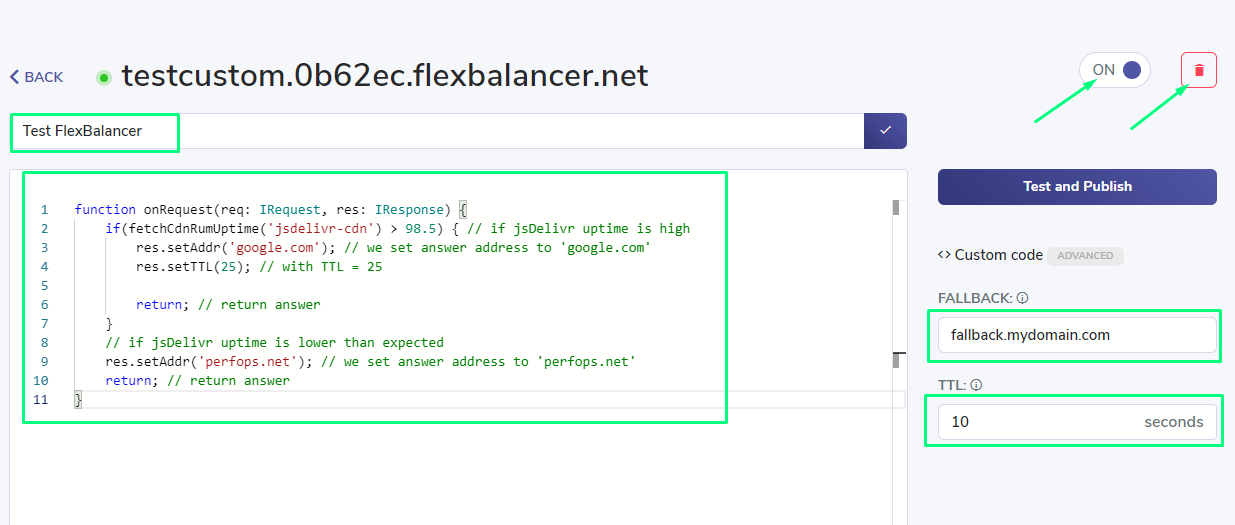 BACK
testcustom.0b62ec.flexbalancer.net
ON
Test FlexBalancer
Test and Publish
1 function onRequest(req: IRequest, res: IResponse) {
2     if(fetchCdnRumUptime('jsdelivr-cdn') > 98.5) { // if jsDelivr uptime is high
3         res.setAddr('google.com'); // we set answer address to 'google.com'
4         res.setTTL(25); // with TTL = 25
5
6         return; // return answer
7     }
8     // if jsDelivr uptime is lower than expected
9     res.setAddr('perfops.net'); // we set answer address to 'perfops.net'
10     return; // return answer
11 }
<> Custom code ADVANCED
FALLBACK:
fallback.mydomain.com
TTL:
10 seconds